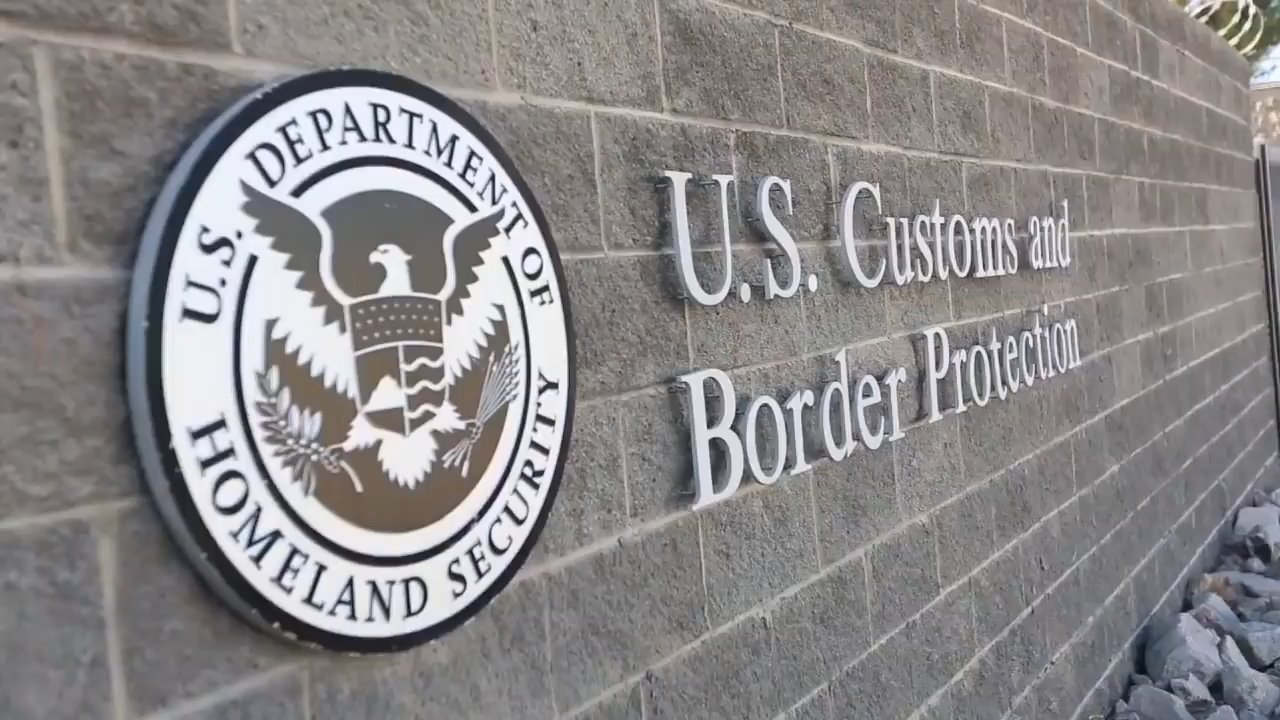 U.S. DEPARTMENT OF
HOMELAND SECURITY
U.S. Customs and
Border Protection